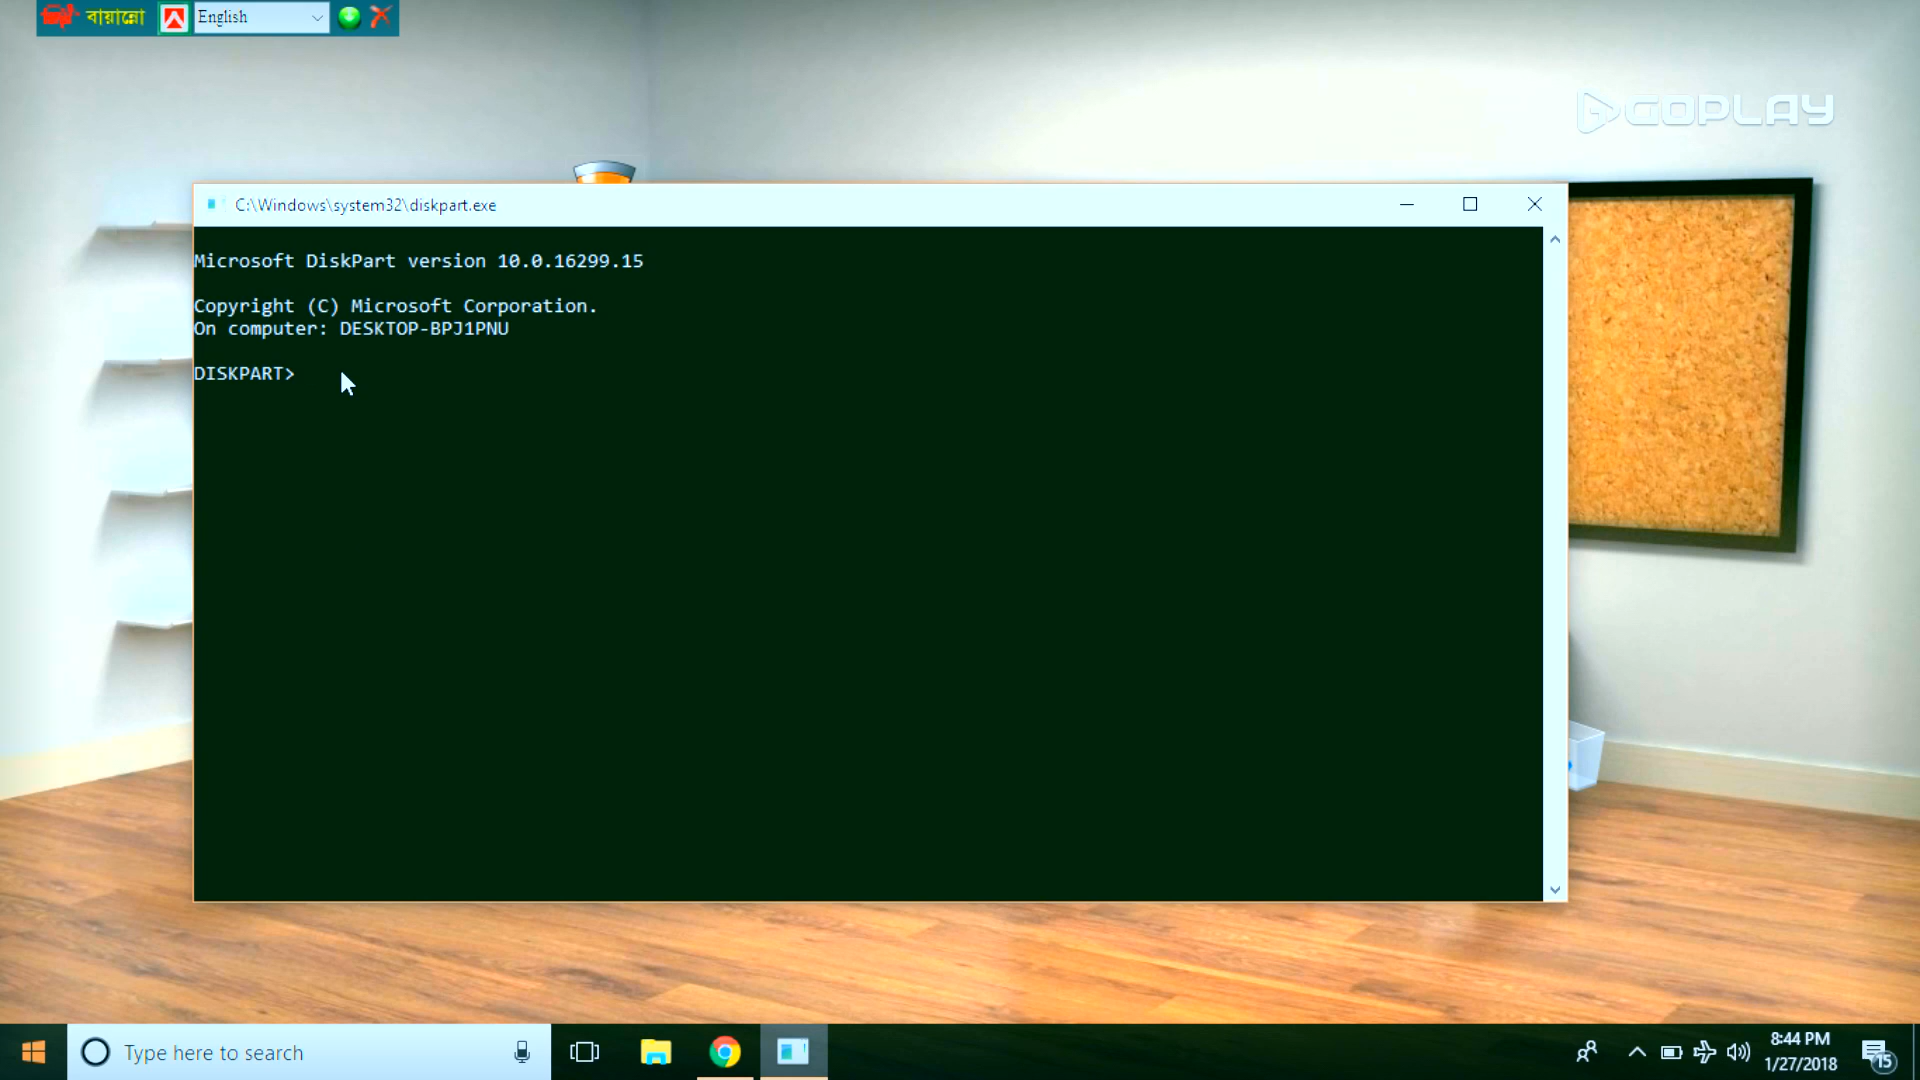 বায়ান্নো
English
GOPLAY
C:\Windows\system32\diskpart.exe
Microsoft DiskPart version 10.0.16299.15
Copyright (C) Microsoft Corporation.
On computer: DESKTOP-BPJ1PNU
DISKPART>
Type here to search
8:44 PM
1/27/2018
15